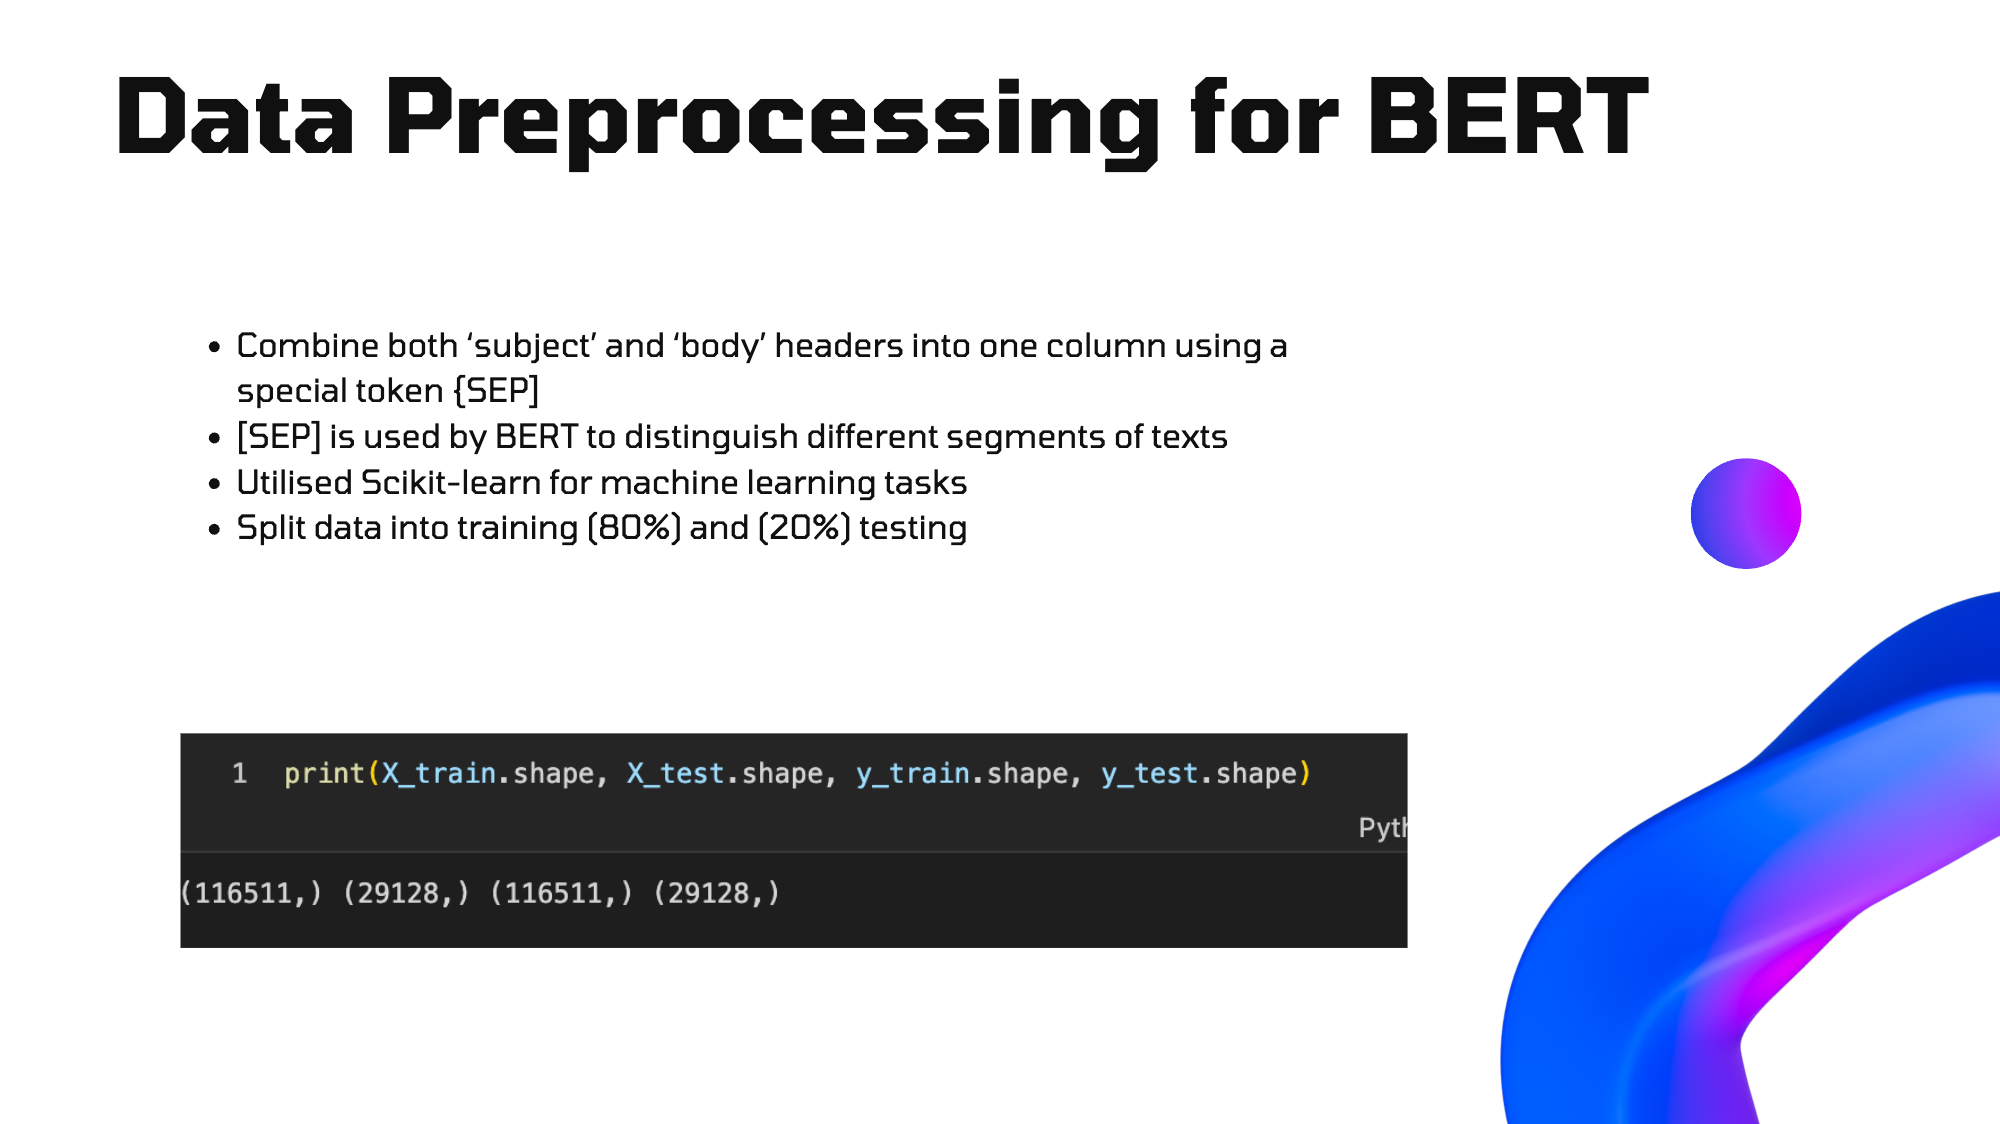 Data Preprocessing for BERT
• Combine both ‘subject’ and ‘body’ headers into one column using a
special token {SEP]
• [SEP] is used by BERT to distinguish different segments of texts
• Utilised Scikit-learn for machine learning tasks
• Split data into training (80%) and (20%) testing
1 print(X_train.shape, X_test.shape, y_train.shape, y_test.shape)
Pyth
(116511,) (29128,) (116511,) (29128,)